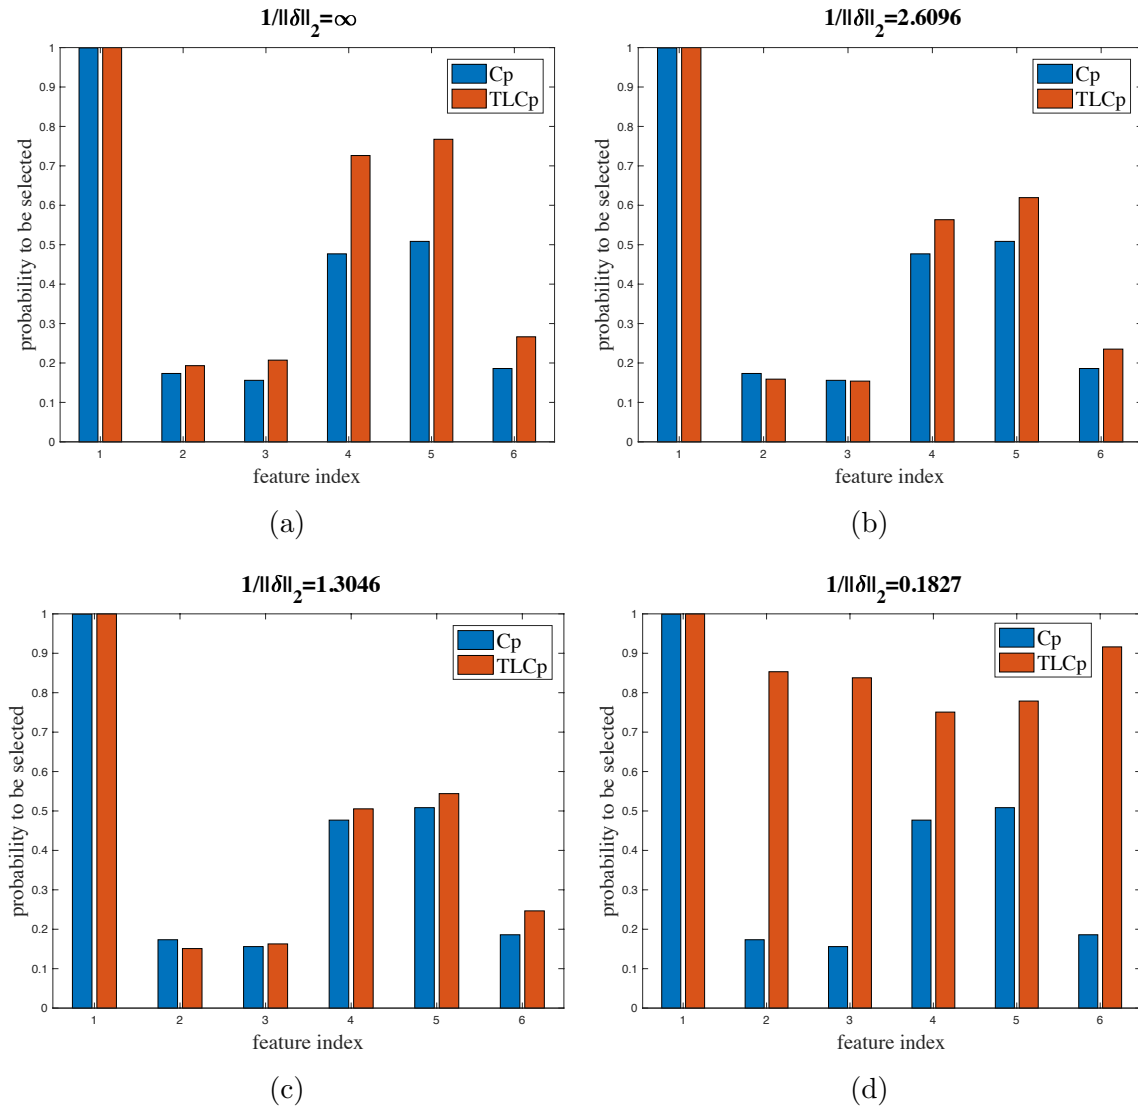 1/||δ||₂=∞
1
0.9
0.8
0.7
0.6
0.5
0.4
0.3
0.2
0.1
0
probability to be selected
Cp
TLCp
1 2 3 4 5 6
feature index
(a)
1/||δ||₂=2.6096
1
0.9
0.8
0.7
0.6
0.5
0.4
0.3
0.2
0.1
0
probability to be selected
Cp
TLCp
1 2 3 4 5 6
feature index
(b)
1/||δ||₂=1.3046
1
0.9
0.8
0.7
0.6
0.5
0.4
0.3
0.2
0.1
0
probability to be selected
Cp
TLCp
1 2 3 4 5 6
feature index
(c)
1/||δ||₂=0.1827
1
0.9
0.8
0.7
0.6
0.5
0.4
0.3
0.2
0.1
0
probability to be selected
Cp
TLCp
1 2 3 4 5 6
feature index
(d)